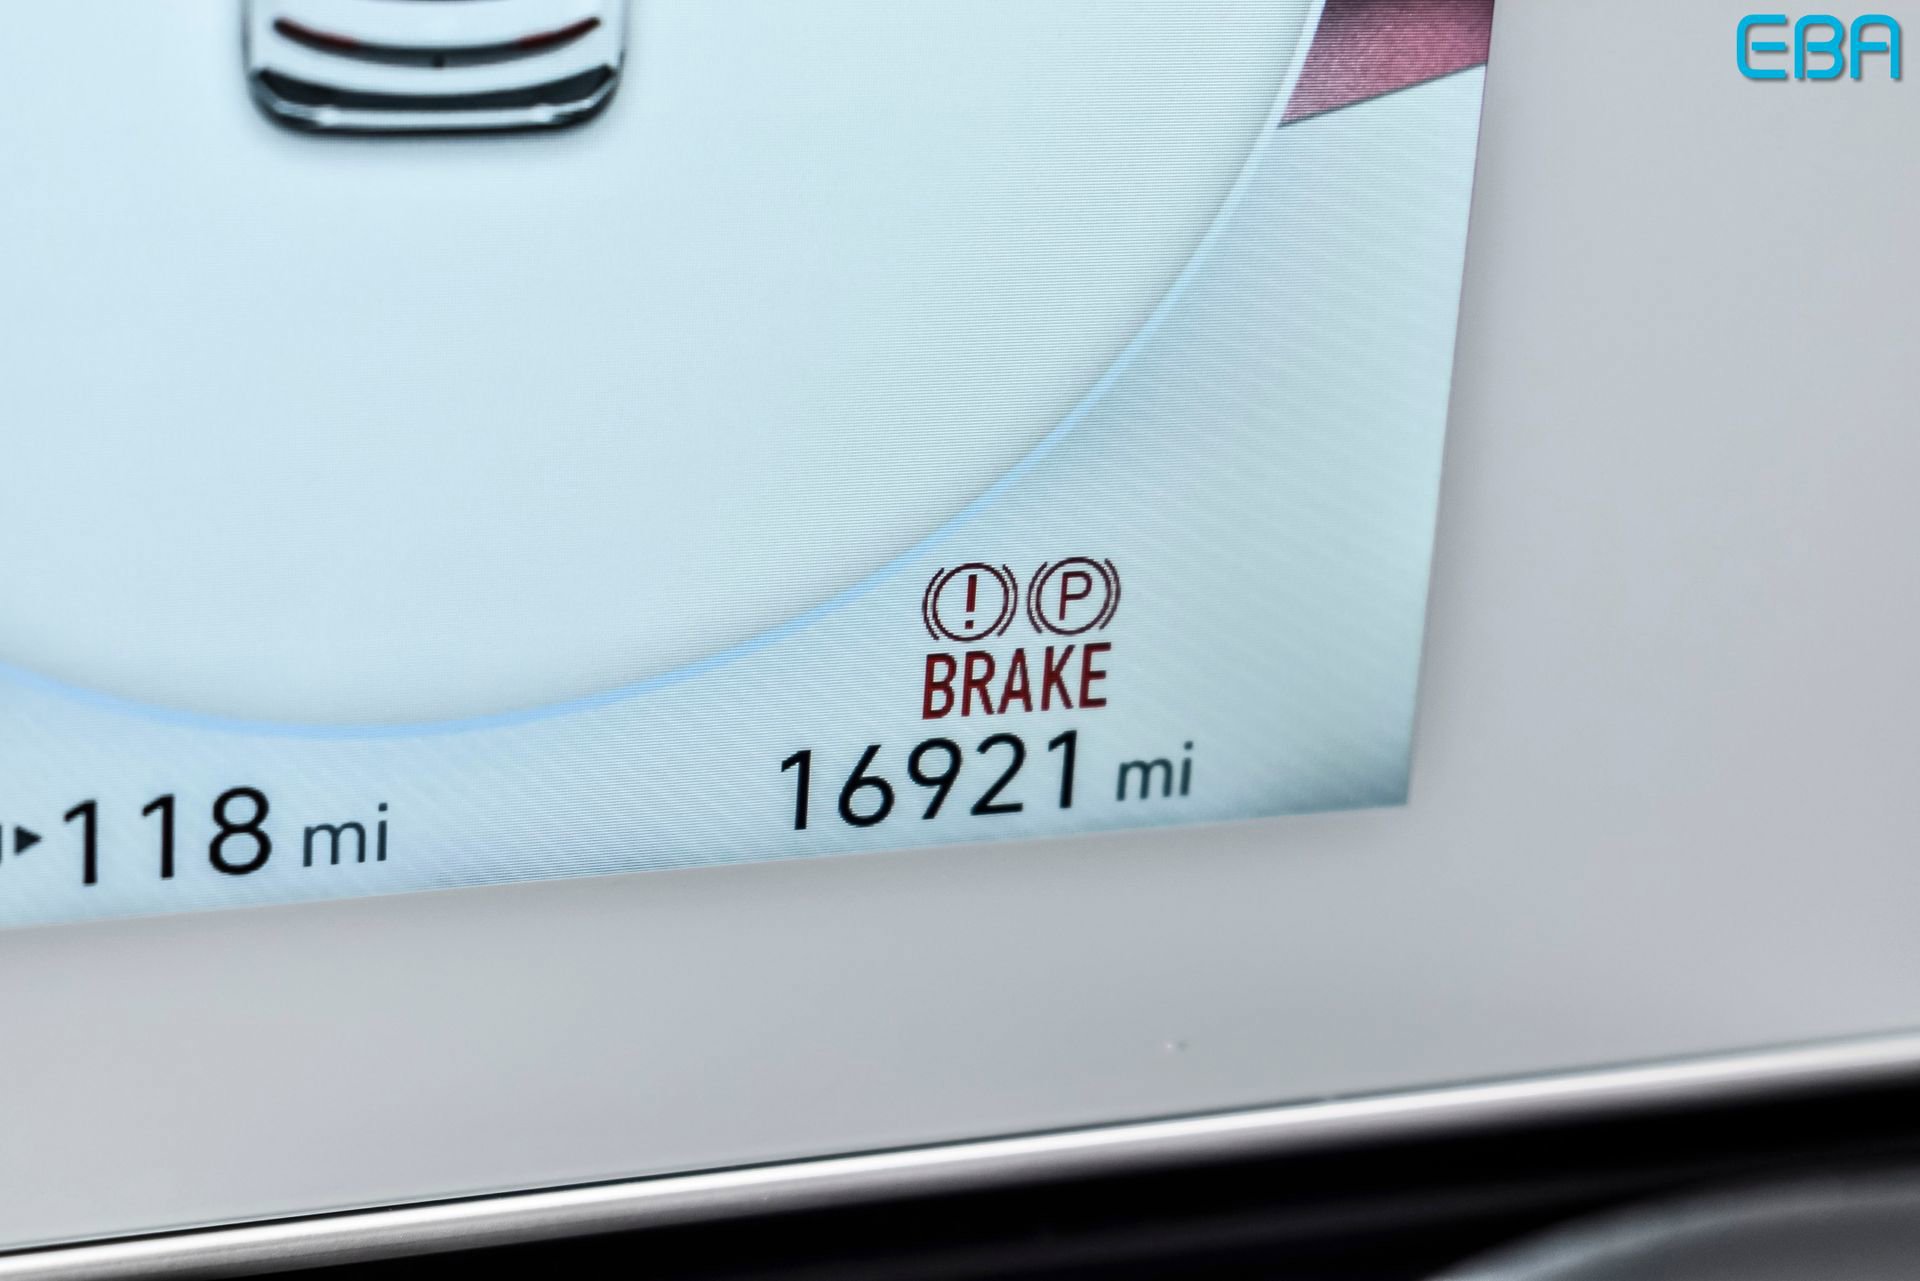 EBA
! P
BRAKE
16921 mi
118 mi